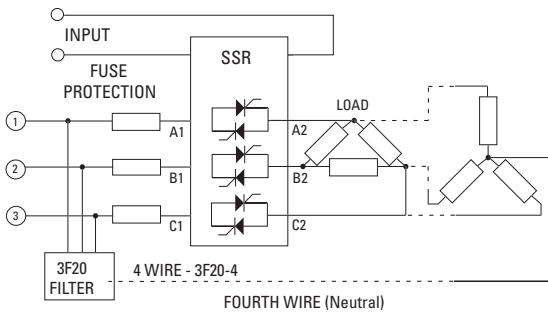 INPUT
SSR
FUSE
PROTECTION
LOAD
1
A1
A2
2
B1
B2
3
C1
C2
3F20
FILTER
4 WIRE - 3F20-4
FOURTH WIRE (Neutral)